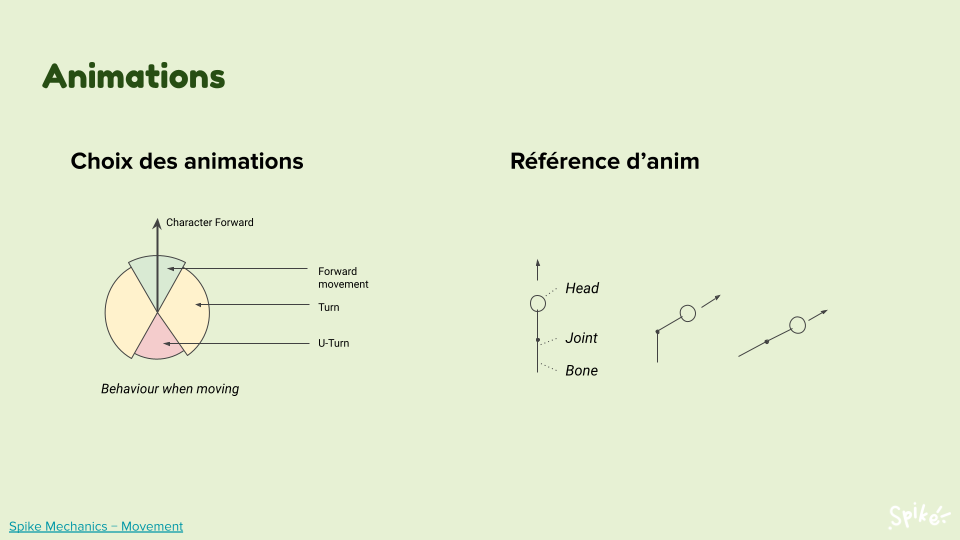 Animations
Choix des animations
Character Forward
Forward
movement
Turn
U-Turn
Behaviour when moving
Référence d’anim
Head
Joint
Bone
Spike Mechanics – Movement
Spike